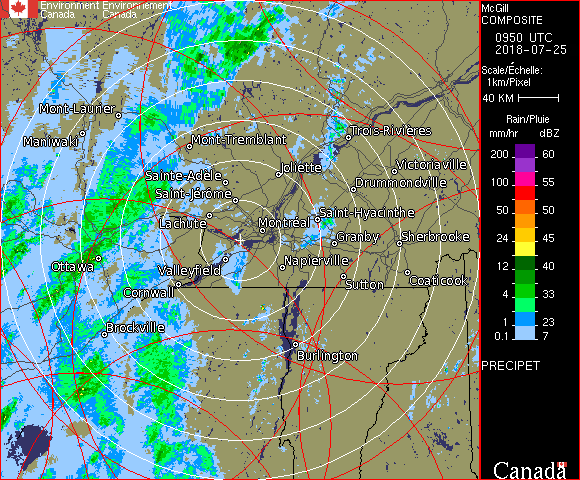 Environment Environnement
Canada Canada
McGill
COMPOSITE
0950 UTC
2018-07-25
Scale/Échelle:
1km/Pixel
40 KM
Rain/Pluie
mm/hr dBZ
200 60
100 55
50 50
24 45
12 40
4 33
1 23
0.1 7
PRECIPET
Canada
Mont-Laurier
Maniwaki
Mont-Tremblant
Trois-Rivières
Joliette
Victoriaville
Sainte-Adèle
Drummondville
Saint-Jérôme
Saint-Hyacinthe
Lachute
Montréal
Granby
Sherbrooke
Ottawa
Valleyfield
Napierville
Sutton
Coaticook
Cornwall
Brockville
Burlington